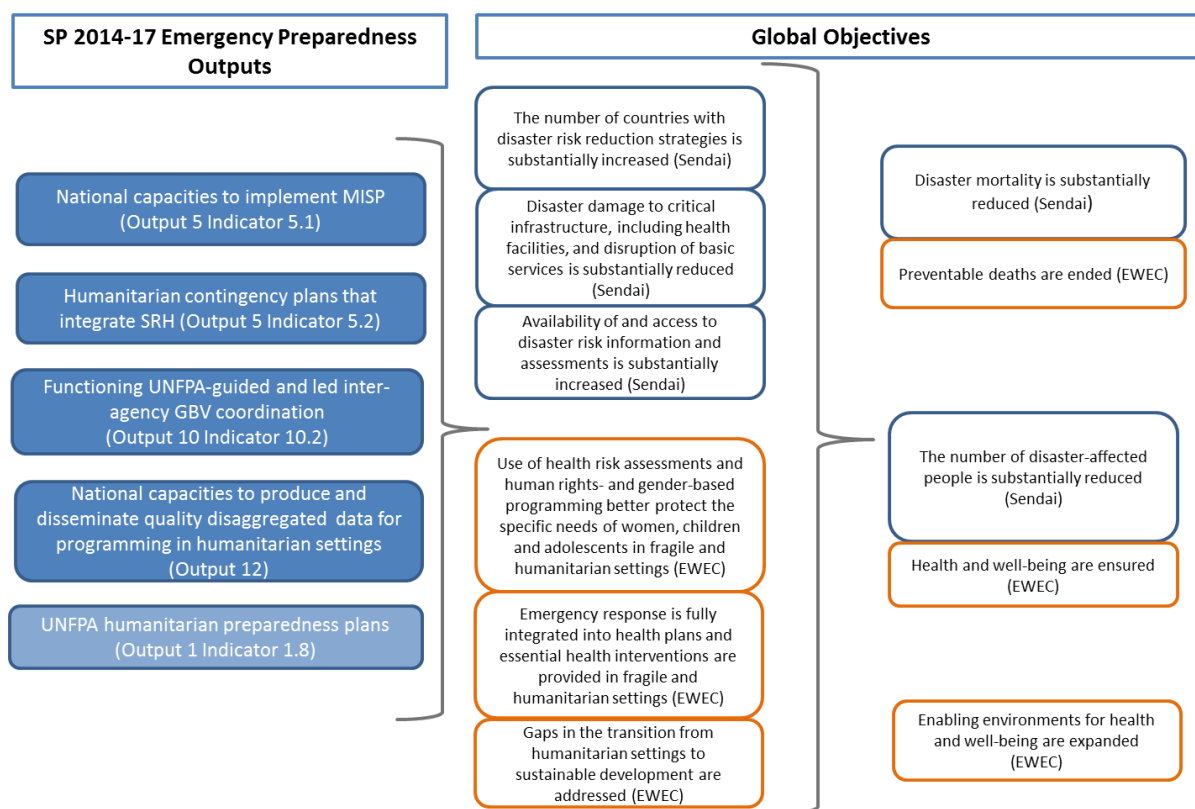 SP 2014-17 Emergency Preparedness
Outputs
National capacities to implement MISP
(Output 5 Indicator 5.1)
Humanitarian contingency plans that
integrate SRH (Output 5 Indicator 5.2)
Functioning UNFPA-guided and led inter-
agency GBV coordination
(Output 10 Indicator 10.2)
National capacities to produce and
disseminate quality disaggregated data for
programming in humanitarian settings
(Output 12)
UNFPA humanitarian preparedness plans
(Output 1 Indicator 1.8)
Global Objectives
The number of countries with
disaster risk reduction strategies is
substantially increased (Sendai)
Disaster damage to critical
infrastructure, including health
facilities, and disruption of basic
services is substantially reduced
(Sendai)
Availability of and access to
disaster risk information and
assessments is substantially
increased (Sendai)
Use of health risk assessments and
human rights- and gender-based
programming better protect the
specific needs of women, children
and adolescents in fragile and
humanitarian settings (EWEC)
Emergency response is fully
integrated into health plans and
essential health interventions are
provided in fragile and
humanitarian settings (EWEC)
Gaps in the transition from
humanitarian settings to
sustainable development are
addressed (EWEC)
Disaster mortality is substantially
reduced (Sendai)
Preventable deaths are ended (EWEC)
The number of disaster-affected
people is substantially reduced
(Sendai)
Health and well-being are ensured
(EWEC)
Enabling environments for health
and well-being are expanded
(EWEC)